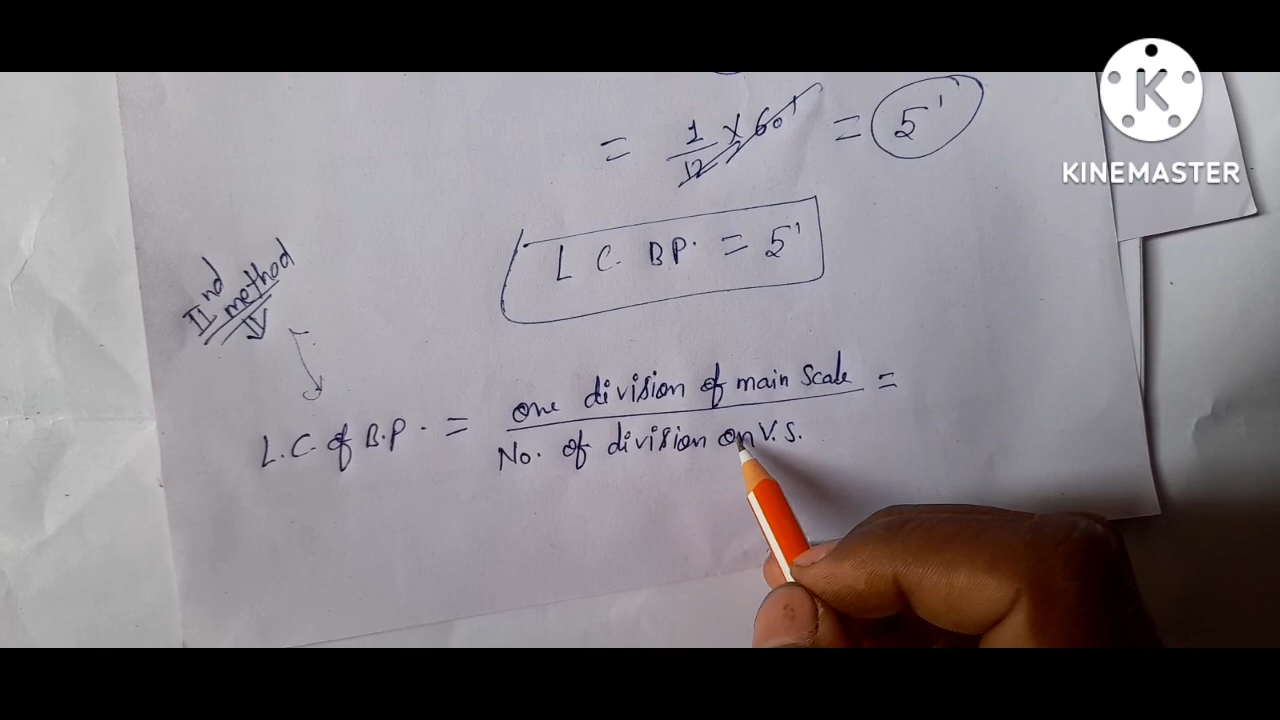 KINEMASTER
= 1/12 × 60' = 5'
L C. BP. = 5'
IInd method
L.C. of B.P. = one division of main scale / No. of division on V.S. =